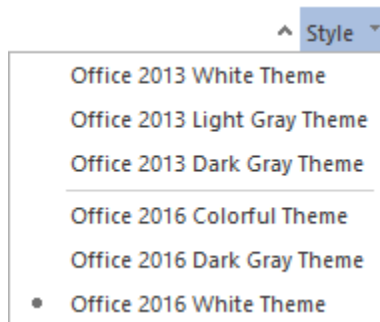 Style
Office 2013 White Theme
Office 2013 Light Gray Theme
Office 2013 Dark Gray Theme
Office 2016 Colorful Theme
Office 2016 Dark Gray Theme
Office 2016 White Theme